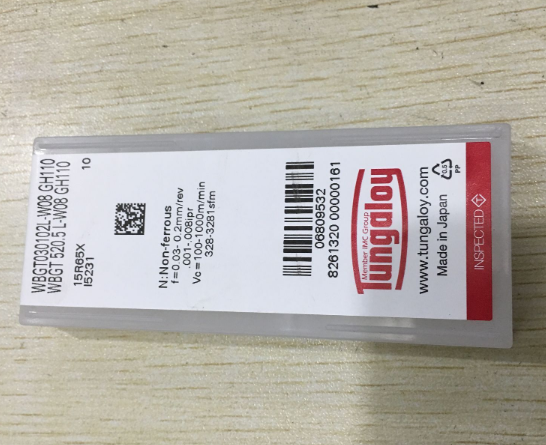 WBGT030102L-W08 GH110
WBGT 520.5 L-W08 GH110
10
15R65X
I5231
N:Non-ferrous
f=0.03- 0.2mm/rev
.001-.008ipr
Vc=100-1000m/min
328-3281sfm
06809532
8261320 00000161
Member IMC Group
Tungaloy
www.tungaloy.com
Made in Japan
0.5
PP
INSPECTED